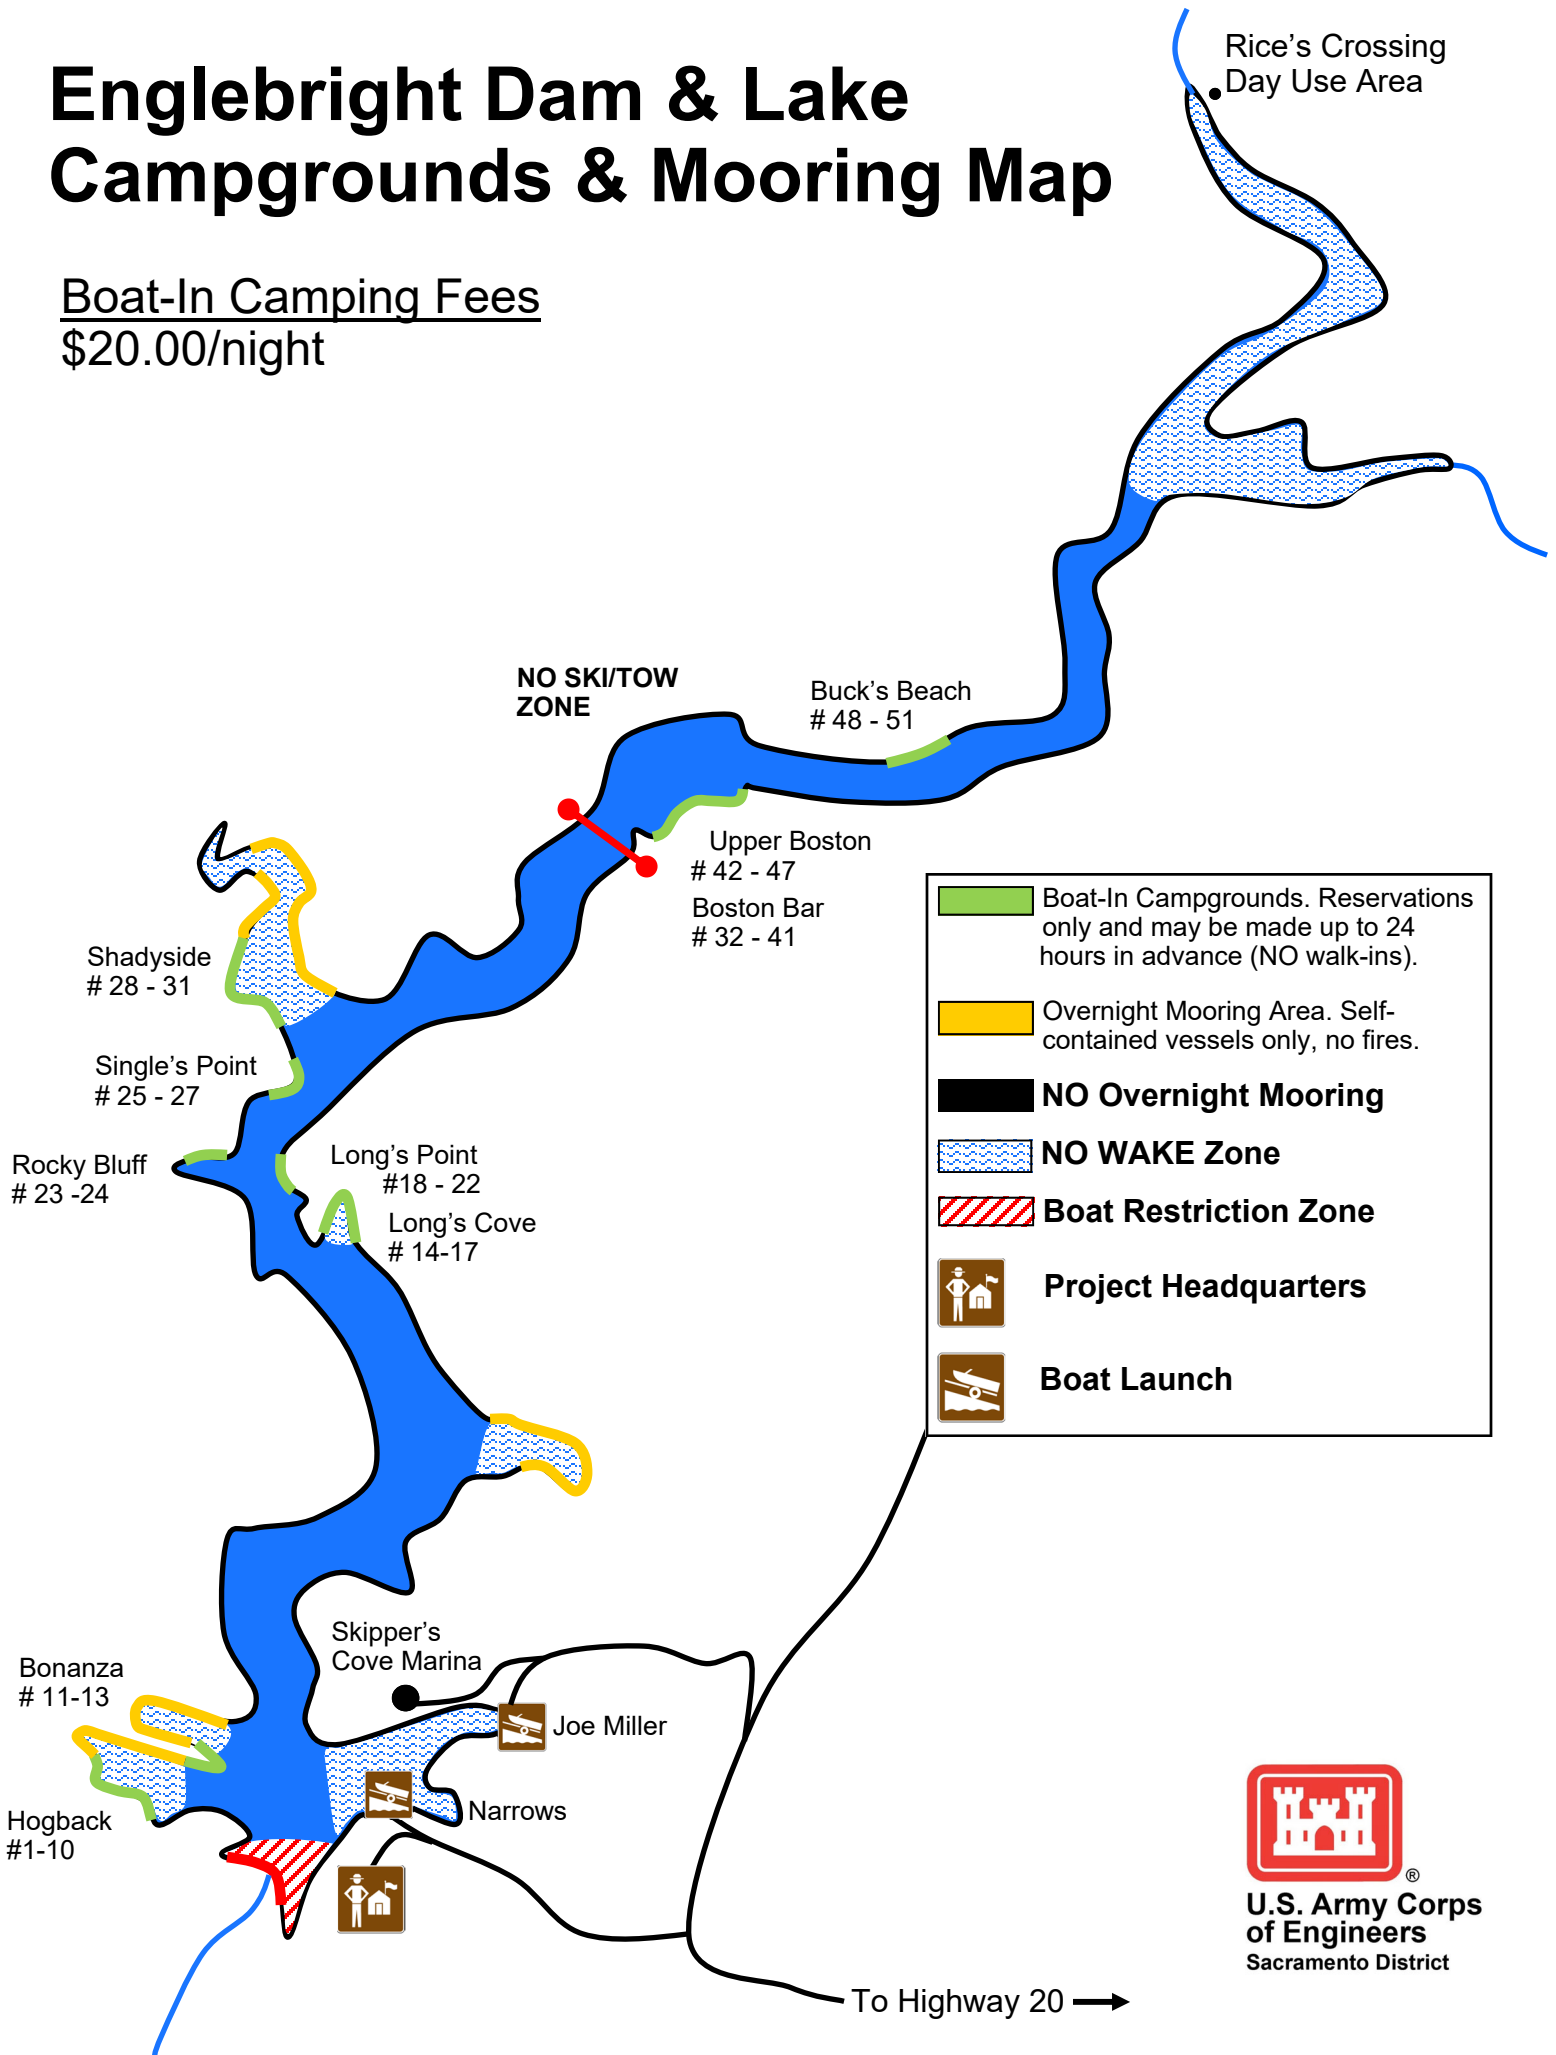 Rice’s Crossing
Day Use Area
Englebright Dam & Lake
Campgrounds & Mooring Map
Boat-In Camping Fees
$20.00/night
NO SKI/TOW
ZONE
Buck’s Beach
# 48 - 51
Upper Boston
# 42 - 47
Boston Bar
# 32 - 41
Shadyside
# 28 - 31
Single’s Point
# 25 - 27
Rocky Bluff
# 23 -24
Long’s Point
#18 - 22
Long’s Cove
# 14-17
Boat-In Campgrounds. Reservations
only and may be made up to 24
hours in advance (NO walk-ins).
Overnight Mooring Area. Self-
contained vessels only, no fires.
NO Overnight Mooring
NO WAKE Zone
Boat Restriction Zone
Project Headquarters
Boat Launch
Skipper’s
Cove Marina
Bonanza
# 11-13
Joe Miller
Narrows
Hogback
#1-10
®
U.S. Army Corps
of Engineers
Sacramento District
To Highway 20